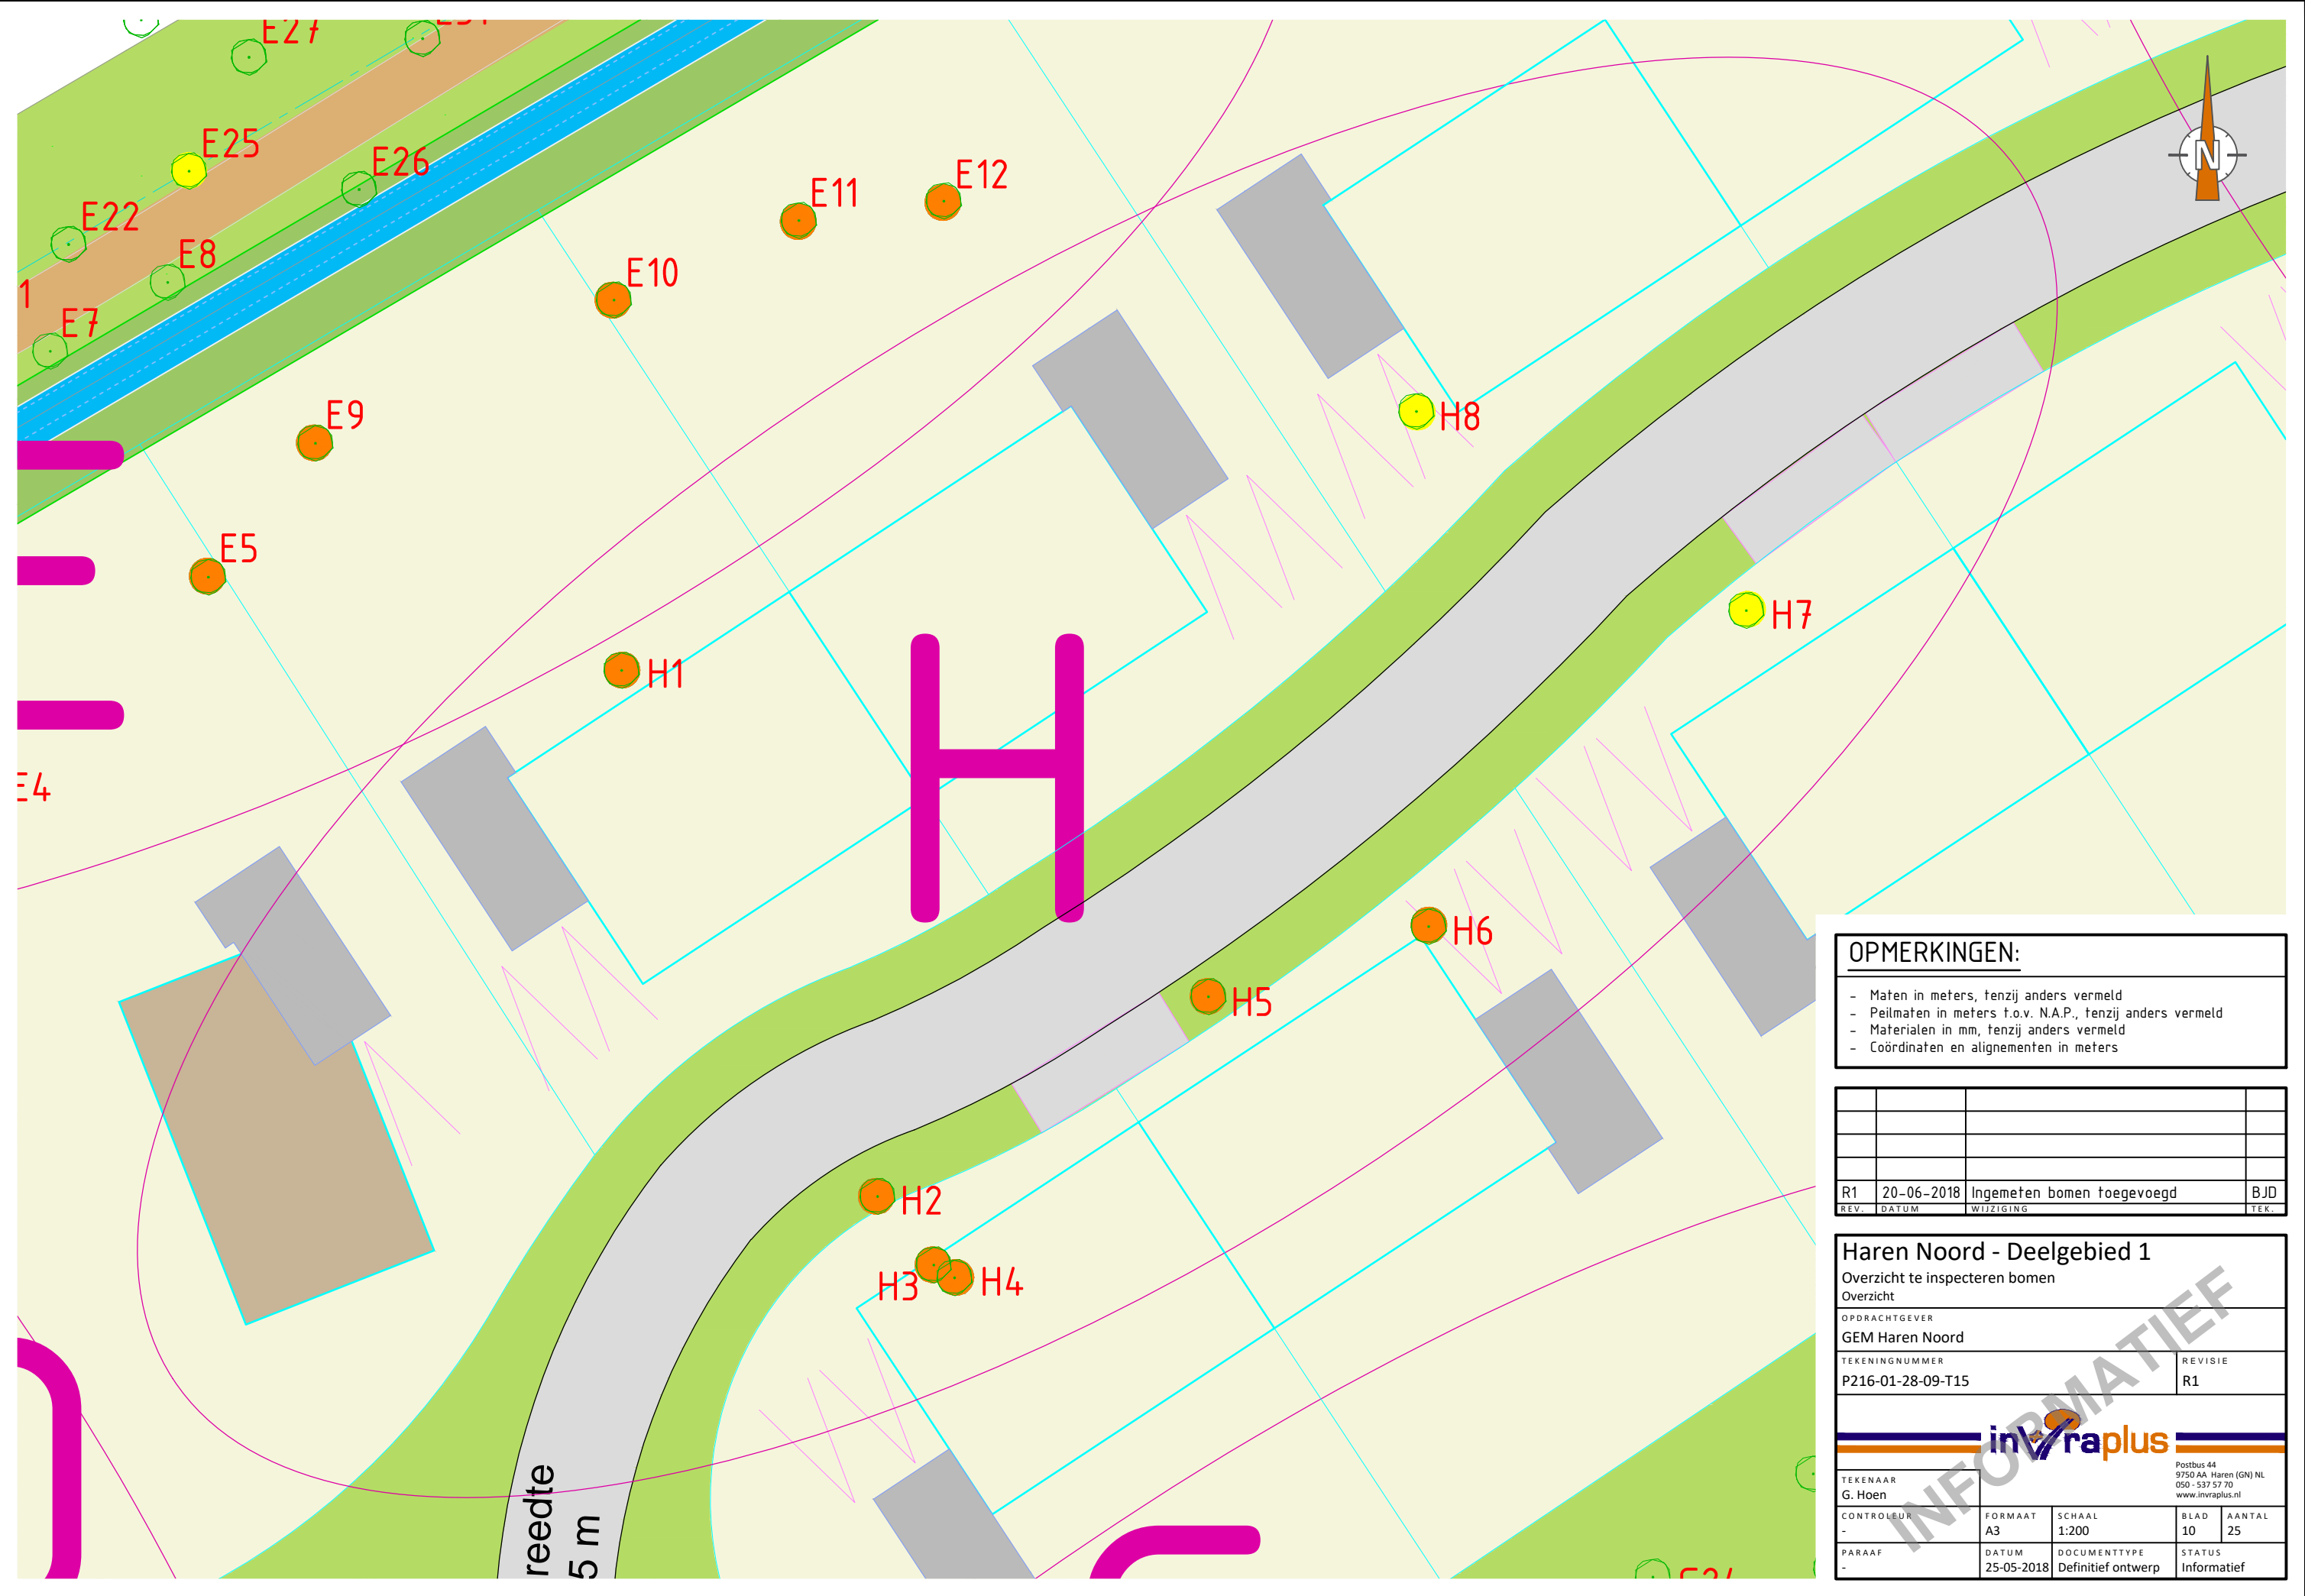 E27
E25
E26
E22
E8
E7
E12
E11
E10
E9
E5
E4
N
H8
H7
H1
H
H6
H5
H2
H3
H4
reedte
5 m
OPMERKINGEN:
- Maten in meters, tenzij anders vermeld
- Peilmaten in meters t.o.v. N.A.P., tenzij anders vermeld
- Materialen in mm, tenzij anders vermeld
- Coördinaten en alignementen in meters
R1 20-06-2018 Ingemeten bomen toegevoegd BJD
REV. DATUM WIJZIGING TEK.
Haren Noord - Deelgebied 1
Overzicht te inspecteren bomen
Overzicht
OPDRACHTGEVER
GEM Haren Noord
TEKENINGNUMMER REVISIE
P216-01-28-09-T15 R1
invraplus
Postbus 44
9750 AA Haren (GN) NL
050 - 537 57 70
www.invraplus.nl
TEKENAAR
G. Hoen
CONTROLEUR FORMAAT SCHAAL BLAD AANTAL
- A3 1:200 10 25
PARAAF DATUM DOCUMENTTYPE STATUS
- 25-05-2018 Definitief ontwerp Informatief
INFORMATIEF